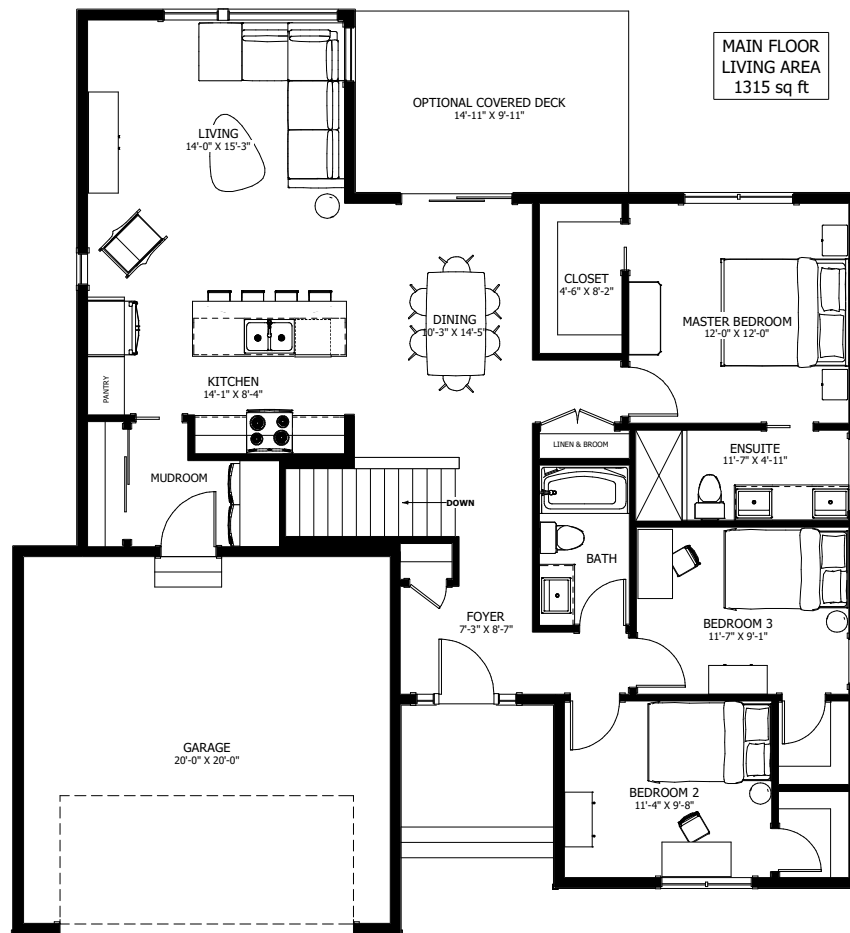 MAIN FLOOR
LIVING AREA
1315 sq ft
OPTIONAL COVERED DECK
14'-11" X 9'-11"
LIVING
14'-0" X 15'-3"
CLOSET
4'-6" X 8'-2"
DINING
10'-3" X 14'-5"
MASTER BEDROOM
12'-0" X 12'-0"
KITCHEN
14'-1" X 8'-4"
PANTRY
LINEN & BROOM
ENSUITE
11'-7" X 4'-11"
MUDROOM
DOWN
BATH
FOYER
7'-3" X 8'-7"
BEDROOM 3
11'-7" X 9'-1"
GARAGE
20'-0" X 20'-0"
BEDROOM 2
11'-4" X 9'-8"